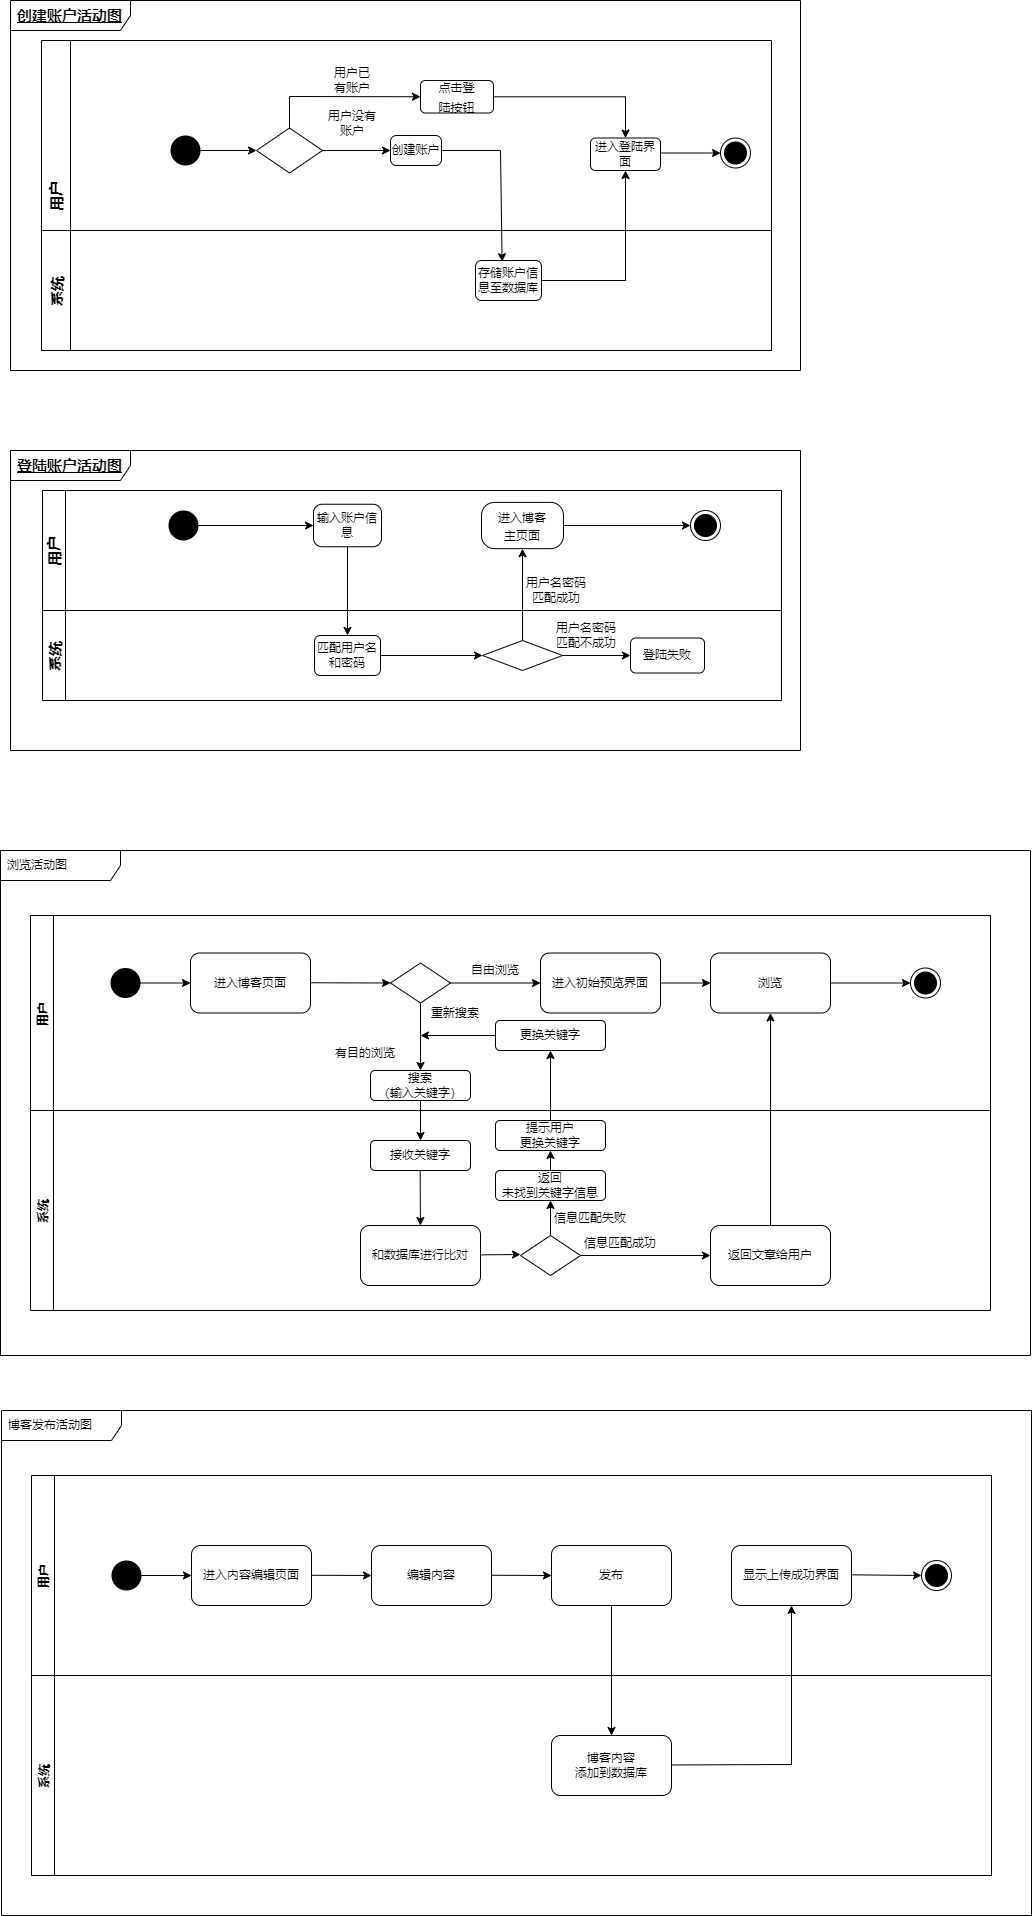 创建账户活动图
用户已
有账户
点击登
陆按钮
用户没有
账户
创建账户
进入登陆界
面
用户
存储账户信
息至数据库
系统
登陆账户活动图
输入账户信
息
进入博客
主页面
用户
用户名密码
匹配成功
用户名密码
匹配不成功
匹配用户名
和密码
登陆失败
系统
浏览活动图
进入博客页面
自由浏览
进入初始预览界面
浏览
用户
重新搜索
更换关键字
有目的浏览
搜索
（输入关键字）
提示用户
更换关键字
接收关键字
返回
未找到关键字信息
系统
信息匹配失败
信息匹配成功
和数据库进行比对
返回文章给用户
博客发布活动图
用户
进入内容编辑页面
编辑内容
发布
显示上传成功界面
系统
博客内容
添加到数据库